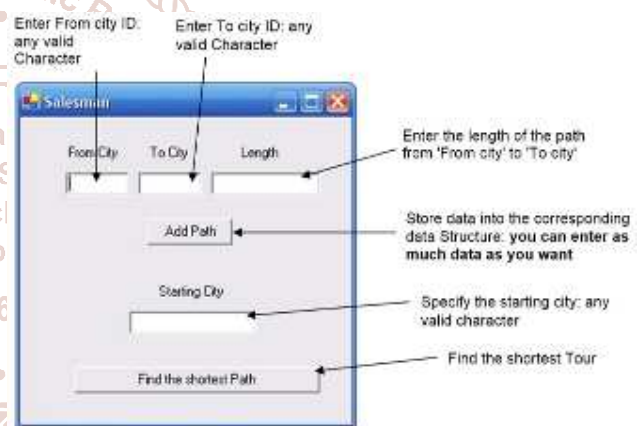 Enter From city ID:
any valid
Character
Enter To city ID: any
valid Character
Salesman
From City
To City
Length
Enter the length of the path
from 'From city' to 'To city'
Add Path
Store data into the corresponding
data Structure: you can enter as
much data as you want
Starting City
Specify the starting city: any
valid character
Find the shortest Path
Find the shortest Tour